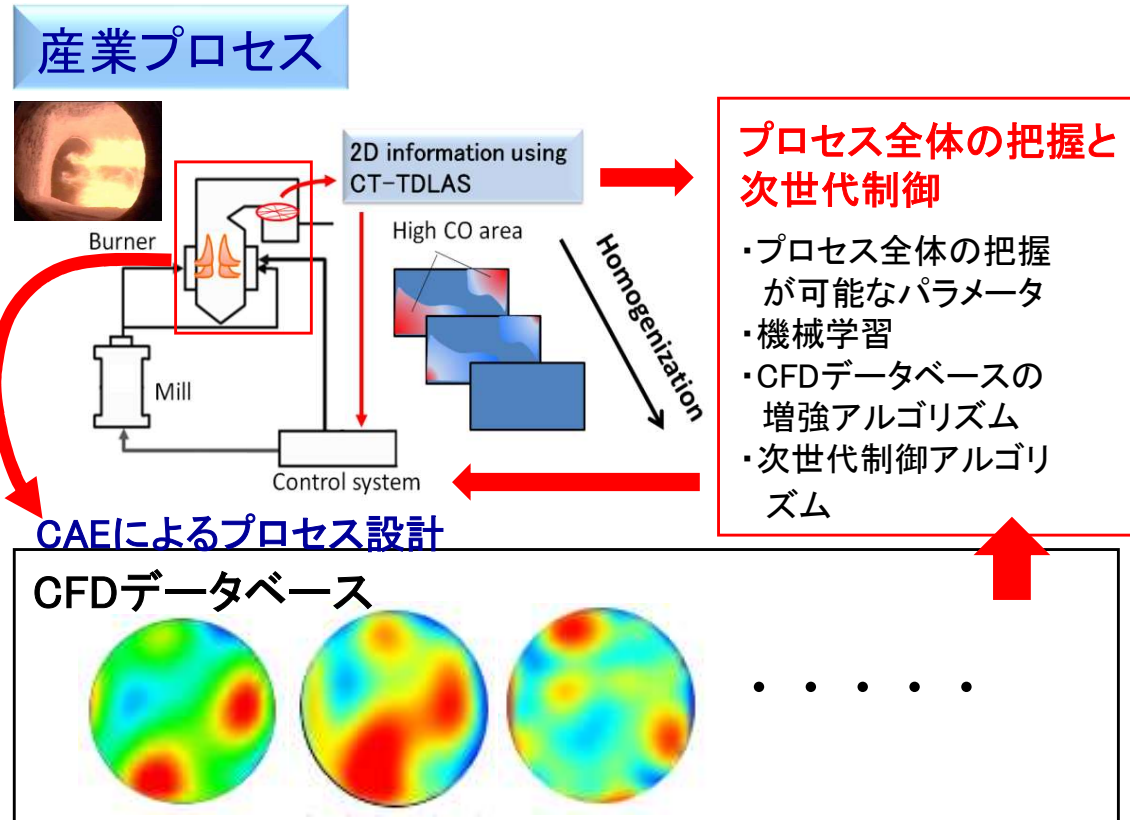 産業プロセス
2D information using
CT-TDLAS
Burner
High CO area
Homogenization
Mill
Control system
プロセス全体の把握と
次世代制御
・プロセス全体の把握
が可能なパラメータ
・機械学習
・CFDデータベースの
増強アルゴリズム
・次世代制御アルゴリ
ズム
CAEによるプロセス設計
CFDデータベース
・・・・・